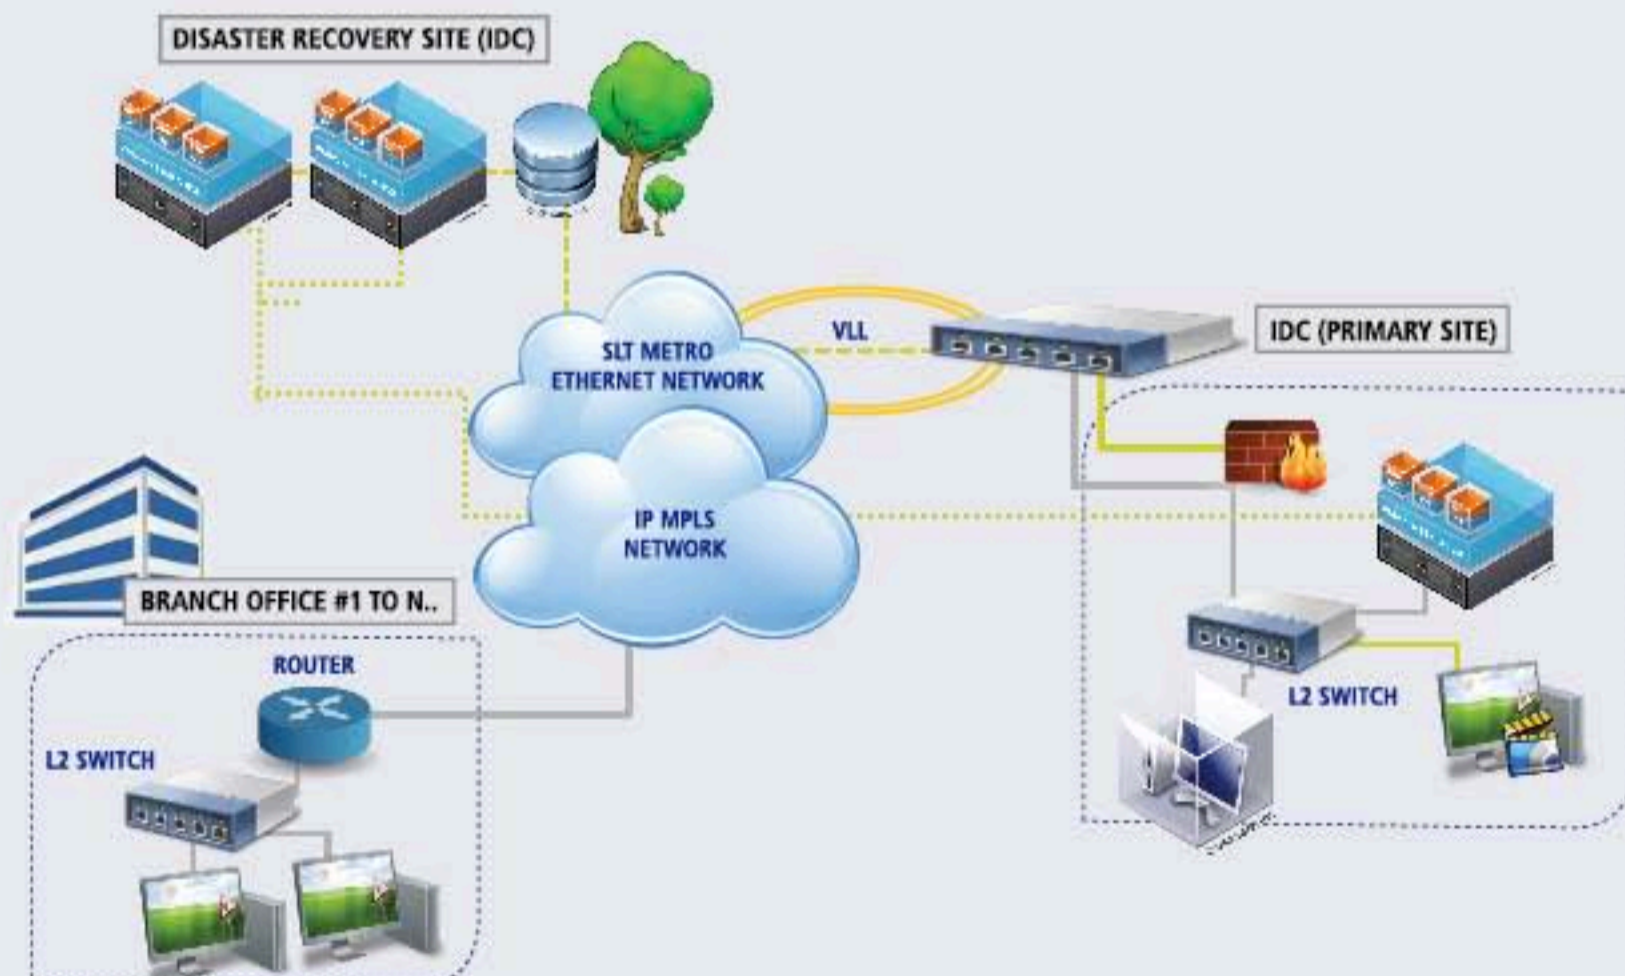 DISASTER RECOVERY SITE (IDC)
SLT METRO
ETHERNET NETWORK
VLL
IDC (PRIMARY SITE)
IP MPLS
NETWORK
BRANCH OFFICE #1 TO N..
ROUTER
L2 SWITCH
L2 SWITCH